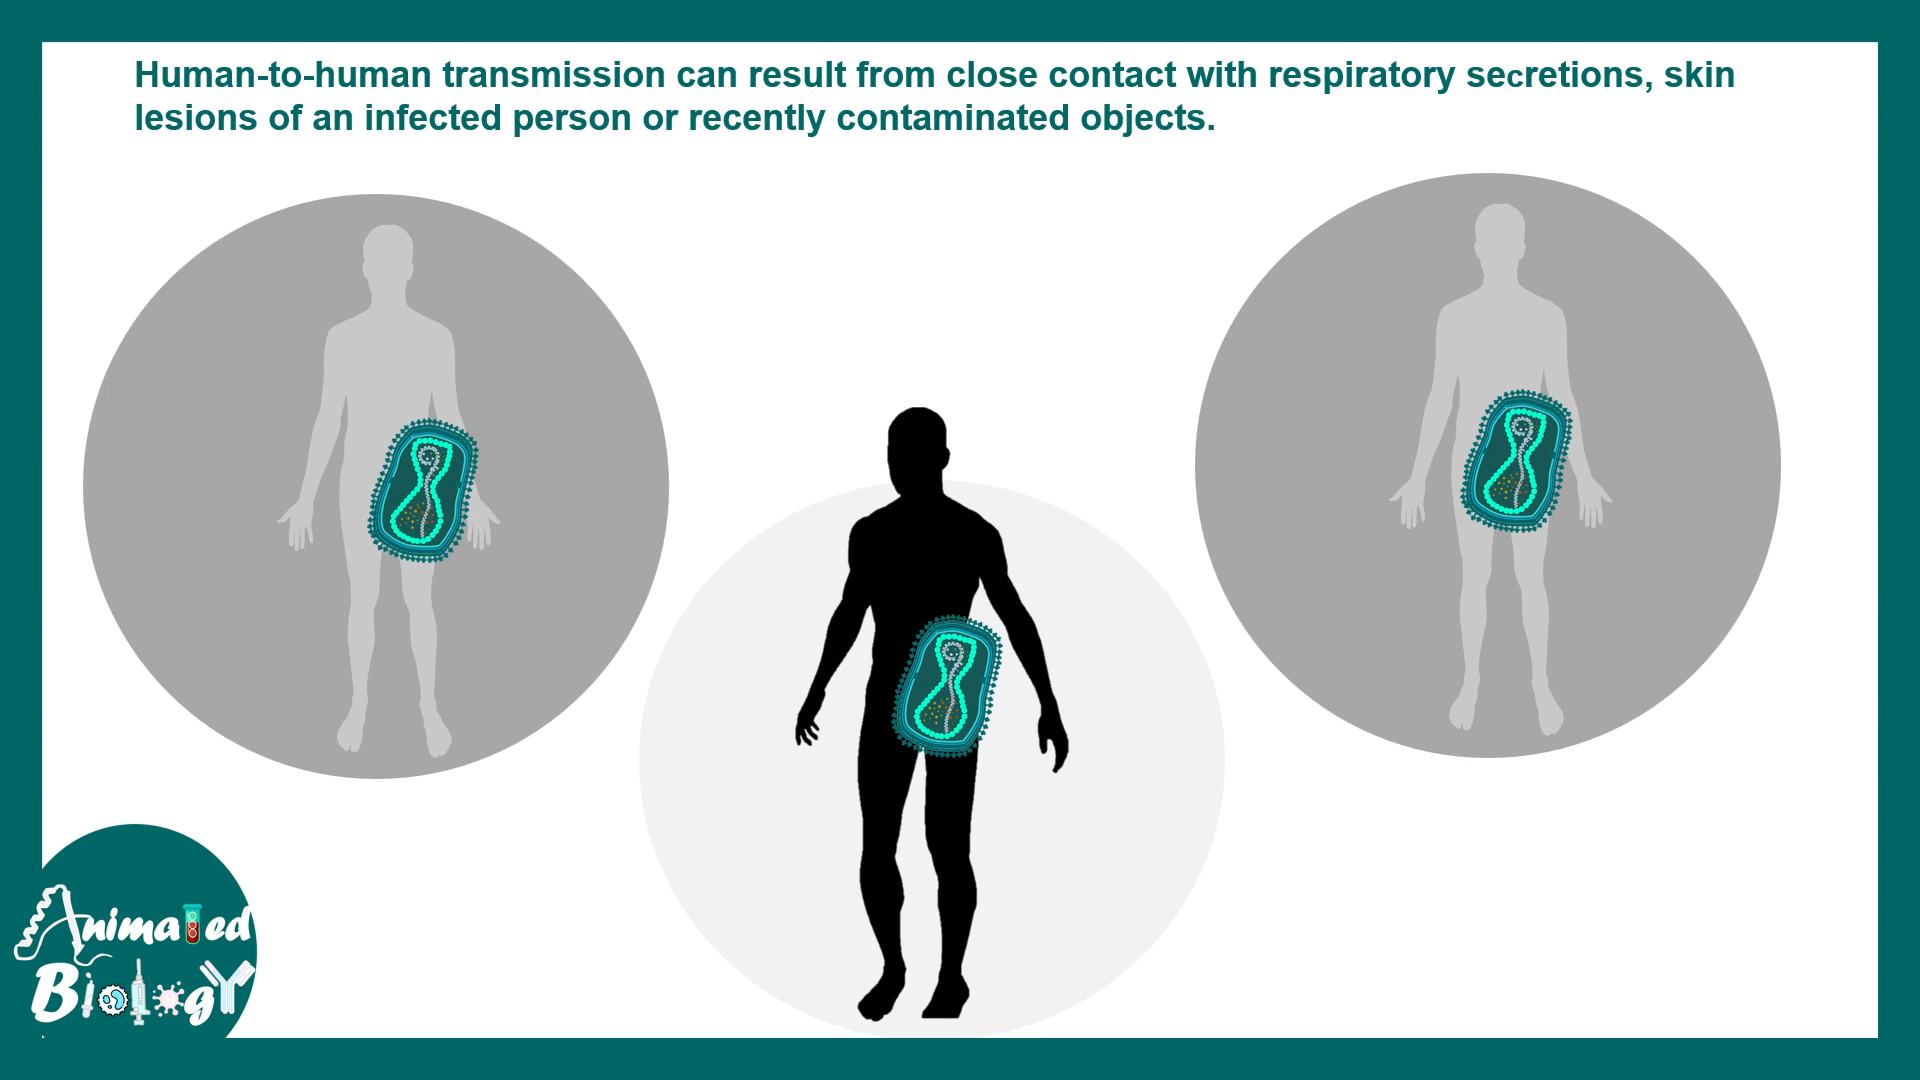 Human-to-human transmission can result from close contact with respiratory secretions, skin
lesions of an infected person or recently contaminated objects.
Animated
Biology